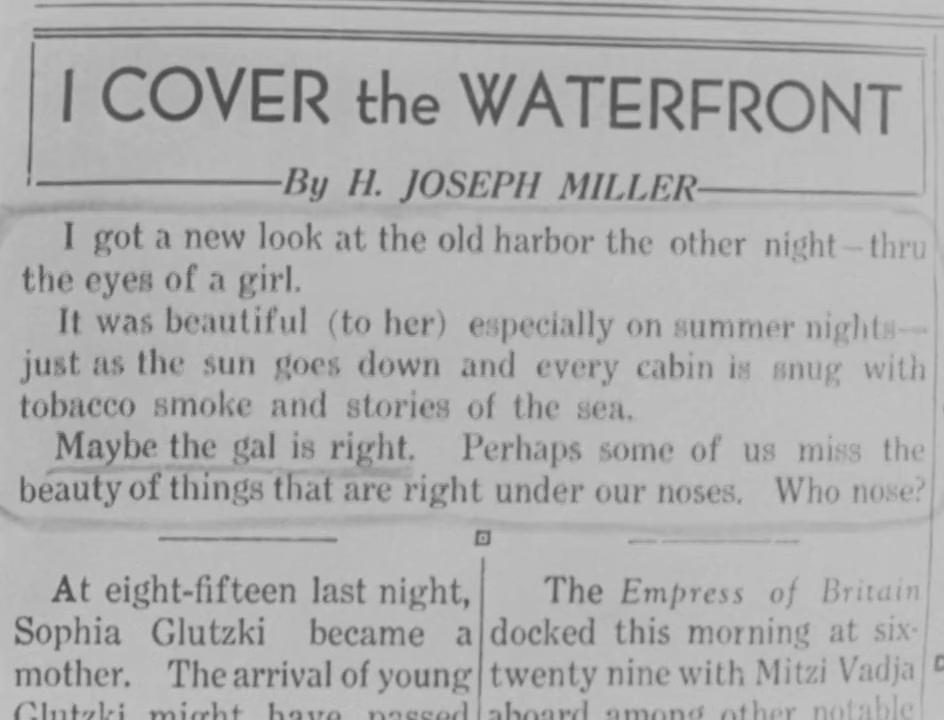 I COVER the WATERFRONT
By H. JOSEPH MILLER
I got a new look at the old harbor the other night—thru
the eyes of a girl.
It was beautiful (to her) especially on summer nights—
just as the sun goes down and every cabin is snug with
tobacco smoke and stories of the sea.
Maybe the gal is right. Perhaps some of us miss the
beauty of things that are right under our noses. Who nose?
At eight-fifteen last night,
Sophia Glutzki became a
mother. The arrival of young
Glutzki might have passed
The Empress of Britain
docked this morning at six-
twenty nine with Mitzi Vadja
aboard among other notable